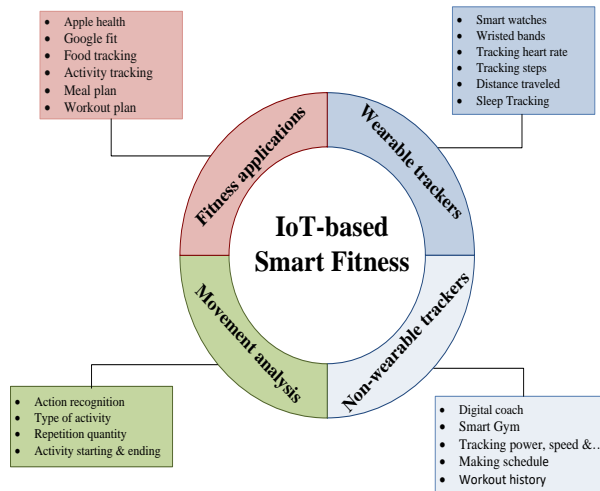 Apple health
Google fit
Food tracking
Activity tracking
Meal plan
Workout plan
Smart watches
Wristed bands
Tracking heart rate
Tracking steps
Distance traveled
Sleep Tracking
Fitness applications
Wearable trackers
IoT-based
Smart Fitness
Movement analysis
Non-wearable trackers
Action recognition
Type of activity
Repetition quantity
Activity starting & ending
Digital coach
Smart Gym
Tracking power, speed &...
Making schedule
Workout history